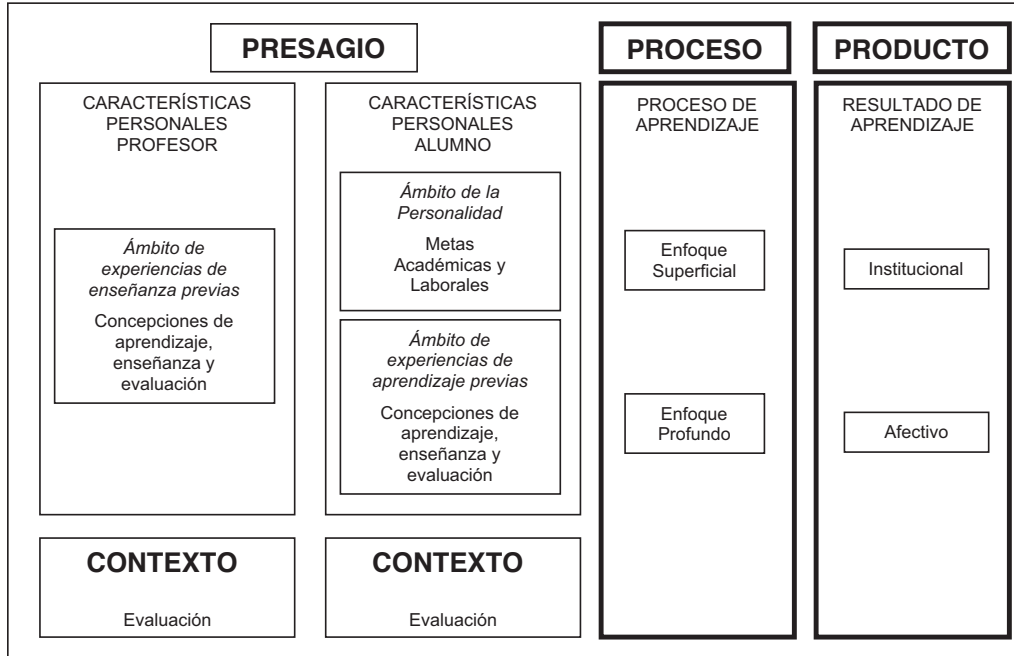 PRESAGIO
PROCESO
PRODUCTO
CARACTERÍSTICAS
PERSONALES
PROFESOR
Ámbito de
experiencias de
enseñanza previas
Concepciones de
aprendizaje,
enseñanza y
evaluación
CARACTERÍSTICAS
PERSONALES
ALUMNO
Ámbito de la
Personalidad
Metas
Académicas y
Laborales
Ámbito de
experiencias de
aprendizaje previas
Concepciones de
aprendizaje,
enseñanza y
evaluación
PROCESO DE
APRENDIZAJE
Enfoque
Superficial
Enfoque
Profundo
RESULTADO DE
APRENDIZAJE
Institucional
Afectivo
CONTEXTO
Evaluación
CONTEXTO
Evaluación